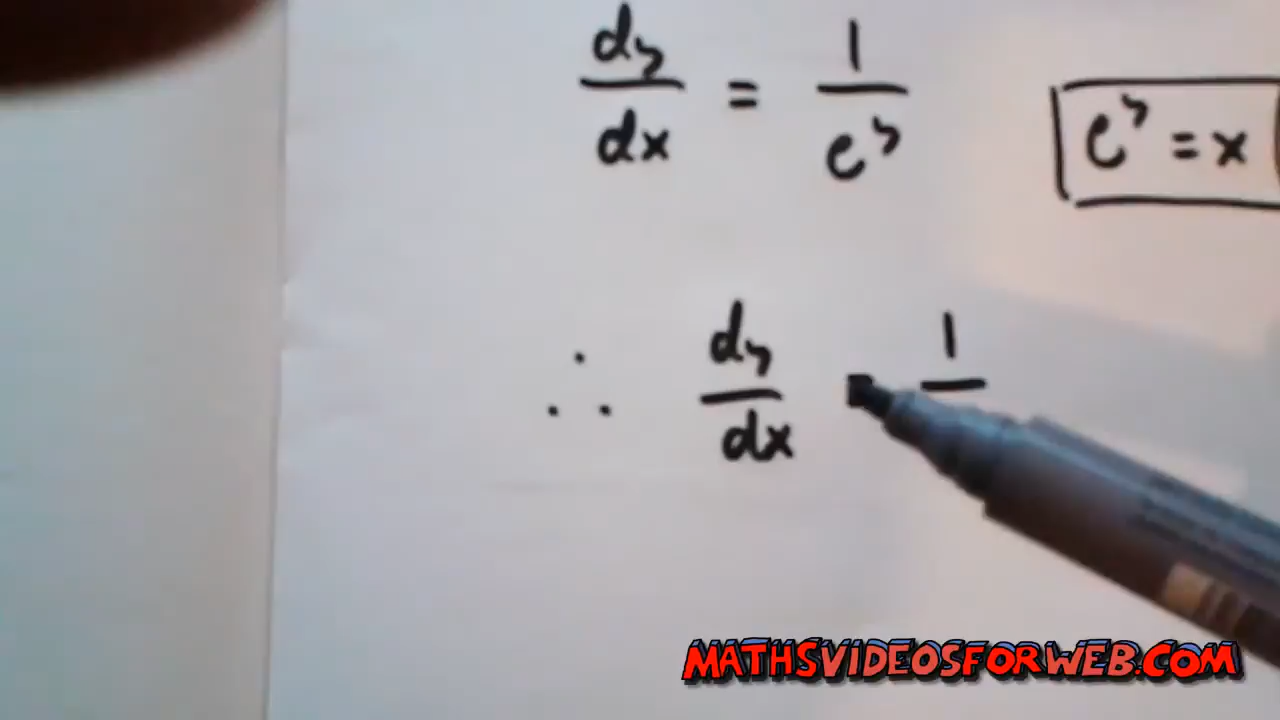 dy/dx = 1/e^y
e^y = x
∴ dy/dx 1/
MATHSVIDEOSFORWEB.COM